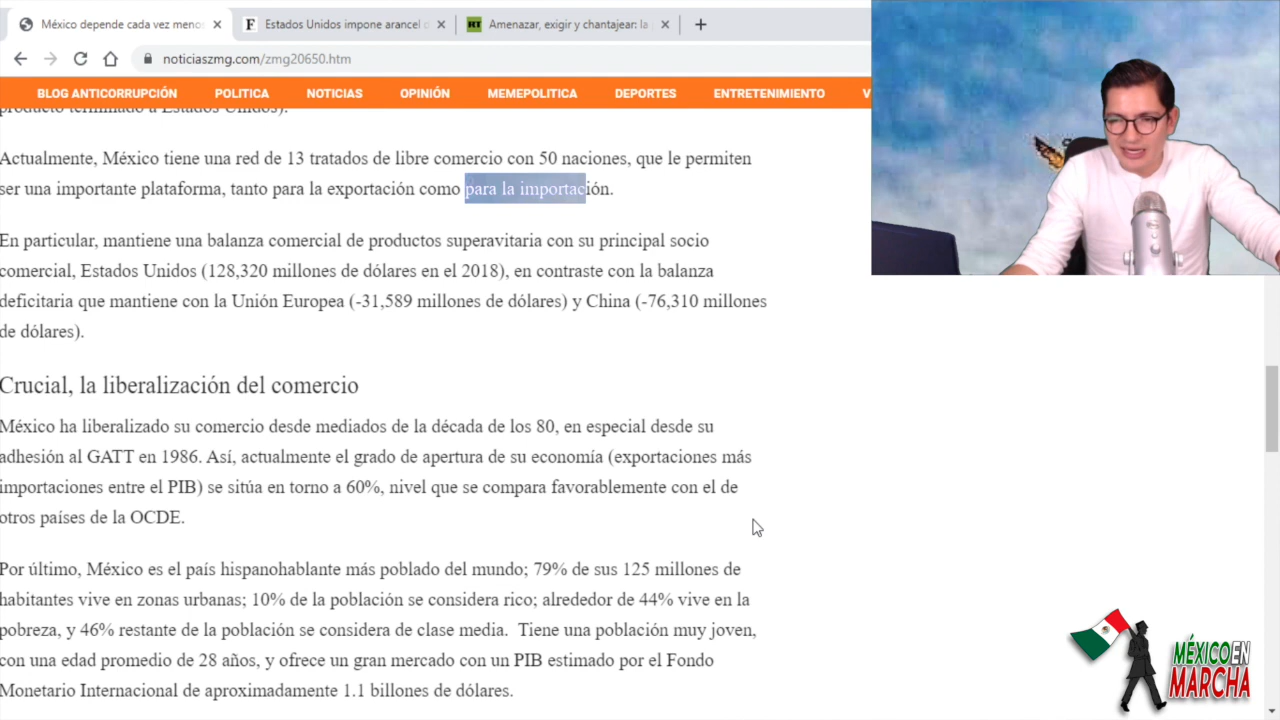 México depende cada vez menos
Estados Unidos impone arancel d
RT
Amenazar, exigir y chantajear: la
noticiaszmg.com/zmg20650.htm
BLOG ANTICORRUPCIÓN POLITICA NOTICIAS OPINIÓN MEMEPOLITICA DEPORTES ENTRETENIMIENTO V
producto terminado a Estados Unidos).
Actualmente, México tiene una red de 13 tratados de libre comercio con 50 naciones, que le permiten
ser una importante plataforma, tanto para la exportación como para la importación.
En particular, mantiene una balanza comercial de productos superavitaria con su principal socio
comercial, Estados Unidos (128,320 millones de dólares en el 2018), en contraste con la balanza
deficitaria que mantiene con la Unión Europea (-31,589 millones de dólares) y China (-76,310 millones
de dólares).
Crucial, la liberalización del comercio
México ha liberalizado su comercio desde mediados de la década de los 80, en especial desde su
adhesión al GATT en 1986. Así, actualmente el grado de apertura de su economía (exportaciones más
importaciones entre el PIB) se sitúa en torno a 60%, nivel que se compara favorablemente con el de
otros países de la OCDE.
Por último, México es el país hispanohablante más poblado del mundo; 79% de sus 125 millones de
habitantes vive en zonas urbanas; 10% de la población se considera rico; alrededor de 44% vive en la
pobreza, y 46% restante de la población se considera de clase media. Tiene una población muy joven,
con una edad promedio de 28 años, y ofrece un gran mercado con un PIB estimado por el Fondo
Monetario Internacional de aproximadamente 1.1 billones de dólares.
MÉXICO EN
MARCHA